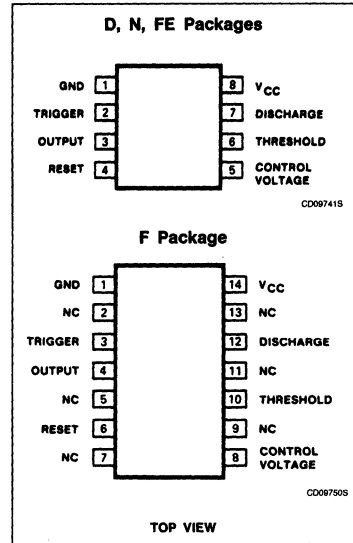 D, N, FE Packages
GND 1 8 VCC
TRIGGER 2 7 DISCHARGE
OUTPUT 3 6 THRESHOLD
RESET 4 5 CONTROL
VOLTAGE
CD09741S
F Package
GND 1 14 VCC
NC 2 13 NC
TRIGGER 3 12 DISCHARGE
OUTPUT 4 11 NC
NC 5 10 THRESHOLD
RESET 6 9 NC
NC 7 8 CONTROL
VOLTAGE
CD09750S
TOP VIEW